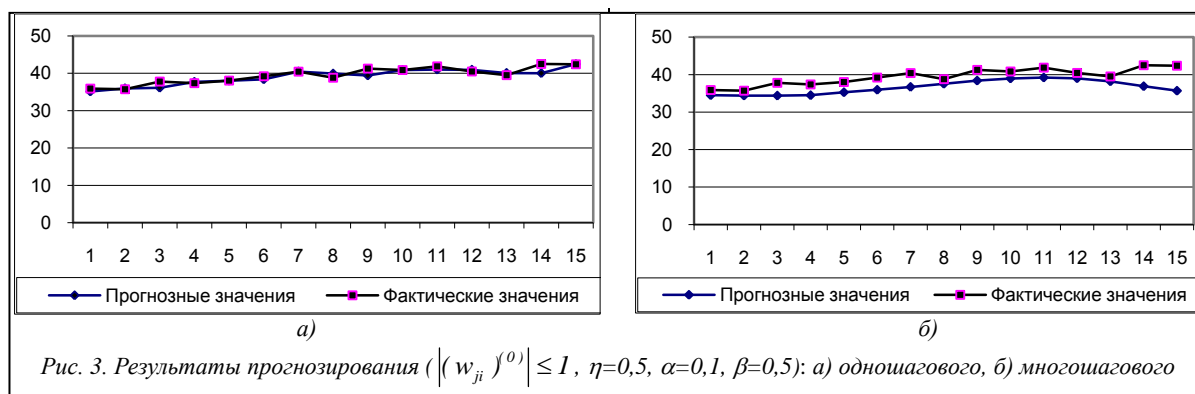 50
40
30
20
10
0
1 2 3 4 5 6 7 8 9 10 11 12 13 14 15
Прогнозные значения Фактические значения
а)
50
40
30
20
10
0
1 2 3 4 5 6 7 8 9 10 11 12 13 14 15
Прогнозные значения Фактические значения
б)
Рис. 3. Результаты прогнозирования (|(w_{ji})^{(0)}| ≤ 1, η=0,5, α=0,1, β=0,5): а) одношагового, б) многошагового